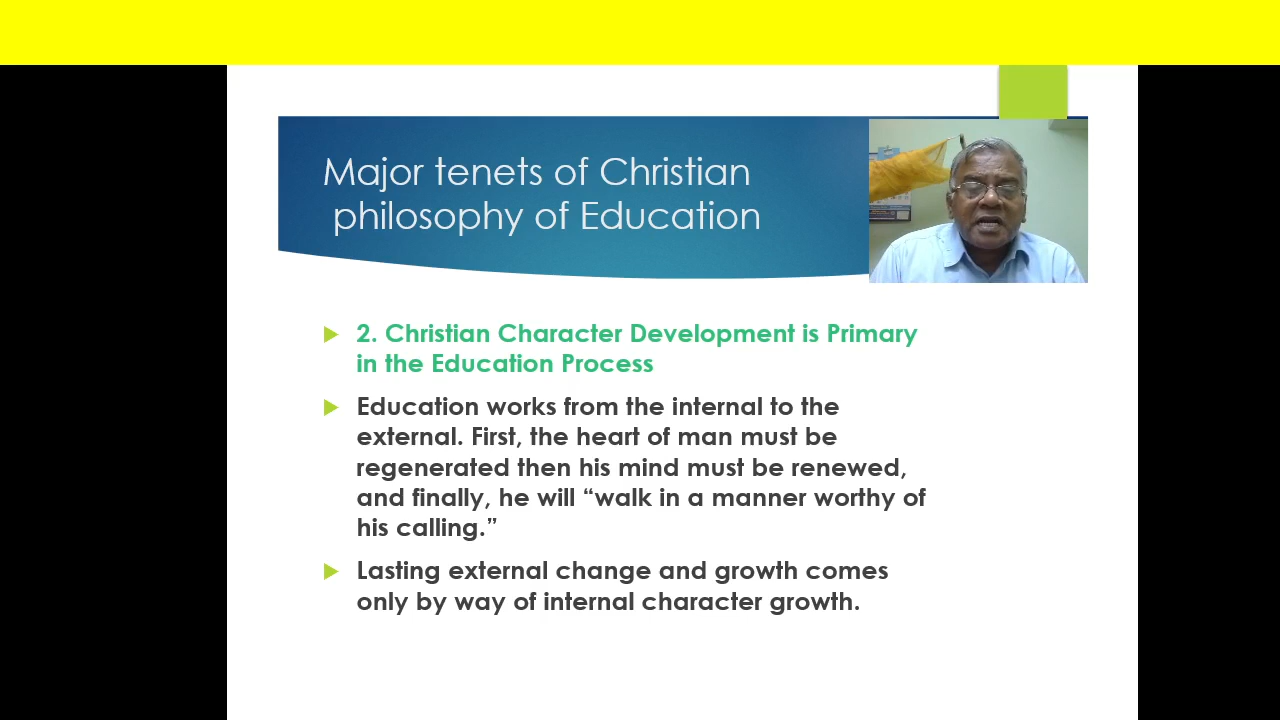 Major tenets of Christian
philosophy of Education
2. Christian Character Development is Primary
in the Education Process
Education works from the internal to the
external. First, the heart of man must be
regenerated then his mind must be renewed,
and finally, he will “walk in a manner worthy of
his calling.”
Lasting external change and growth comes
only by way of internal character growth.